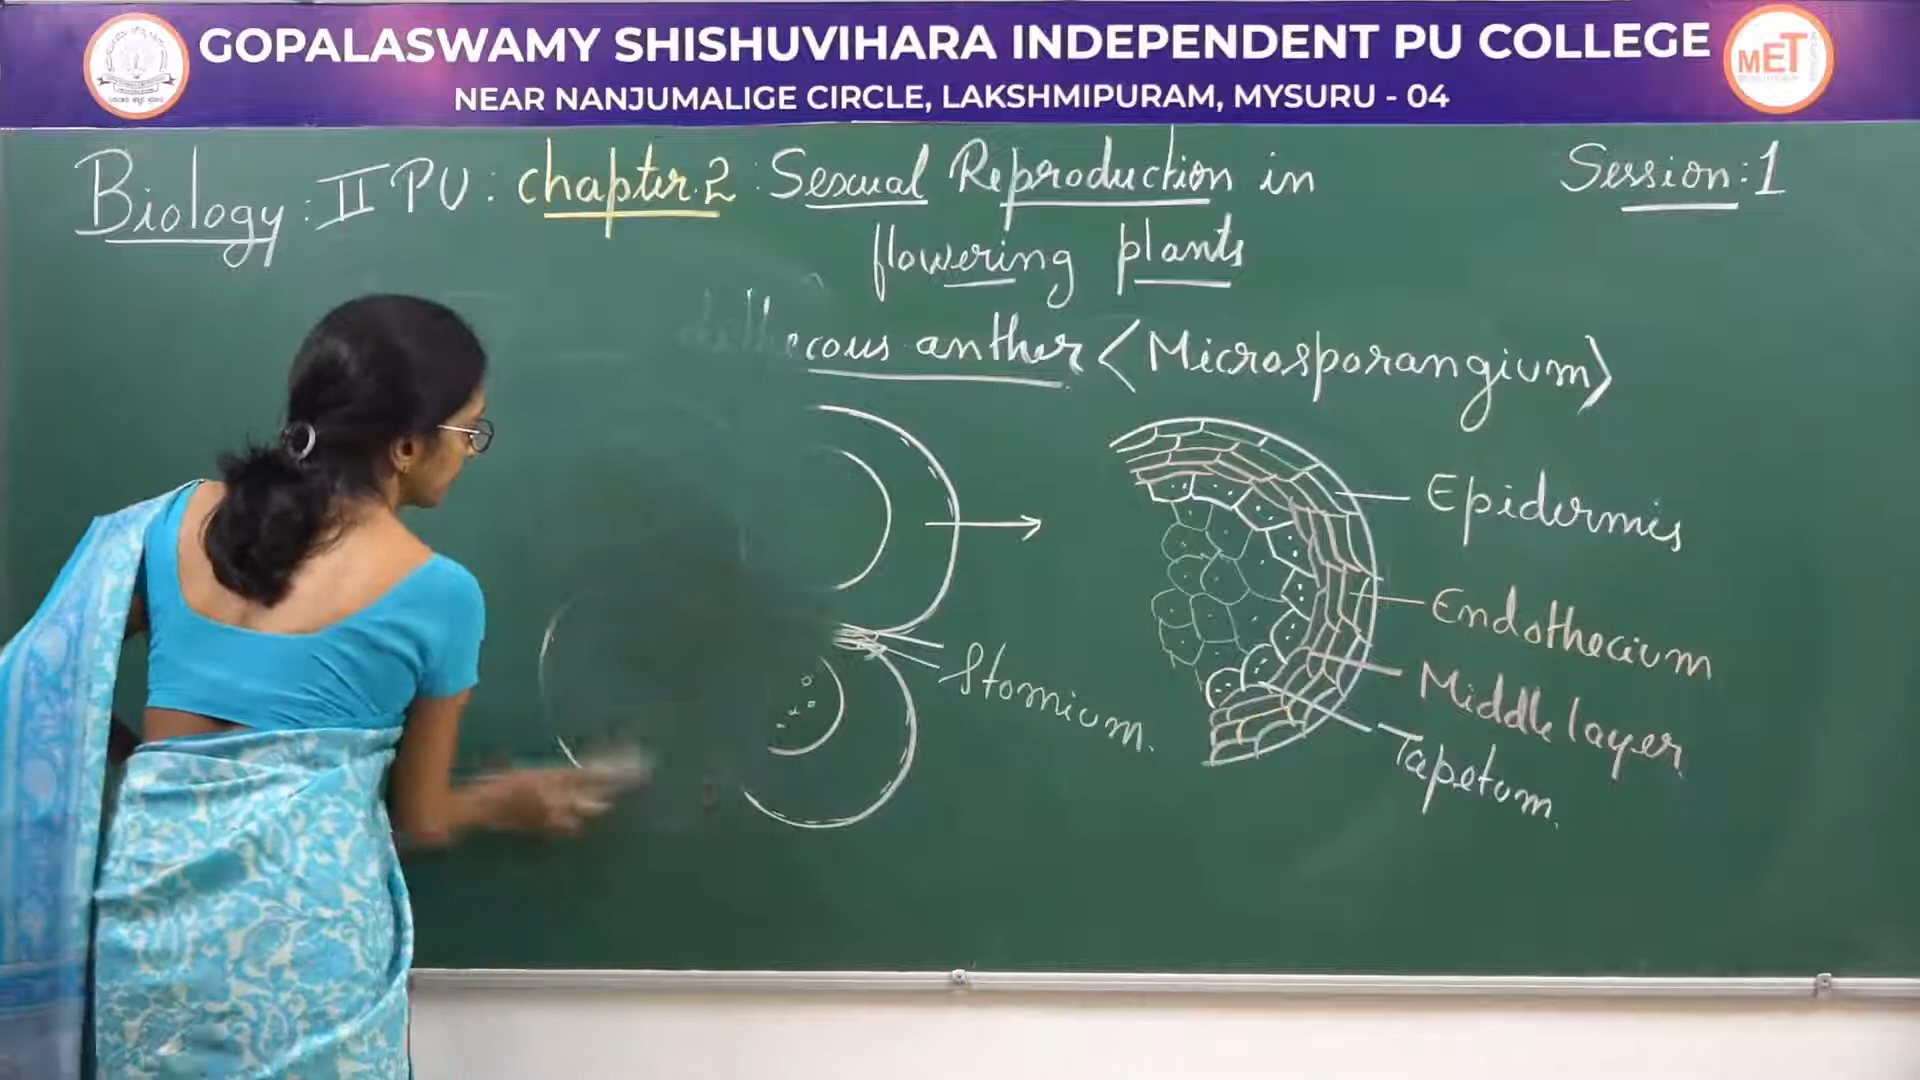 GOPALASWAMY SHISHUVIHARA INDEPENDENT PU COLLEGE
NEAR NANJUMALIGE CIRCLE, LAKSHMIPURAM, MYSURU - 04
MET
Biology: II PU: chapter.2: Sexual Reproduction in
flowering plants
Session:1
cous anther <Microsporangium>
Epidermis
Endothecium
Middle layer
Tapetum.
Stomium.